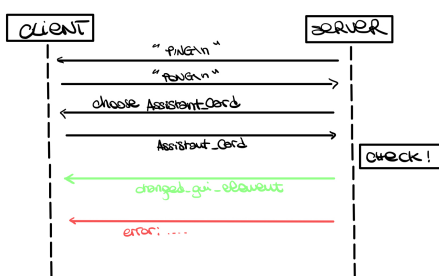 CLIENT
SERVER
"PING\n"
"PONG\n"
choose Assistant_Card
Assistant_Card
CHECK!
changed_gui_element
error: ....